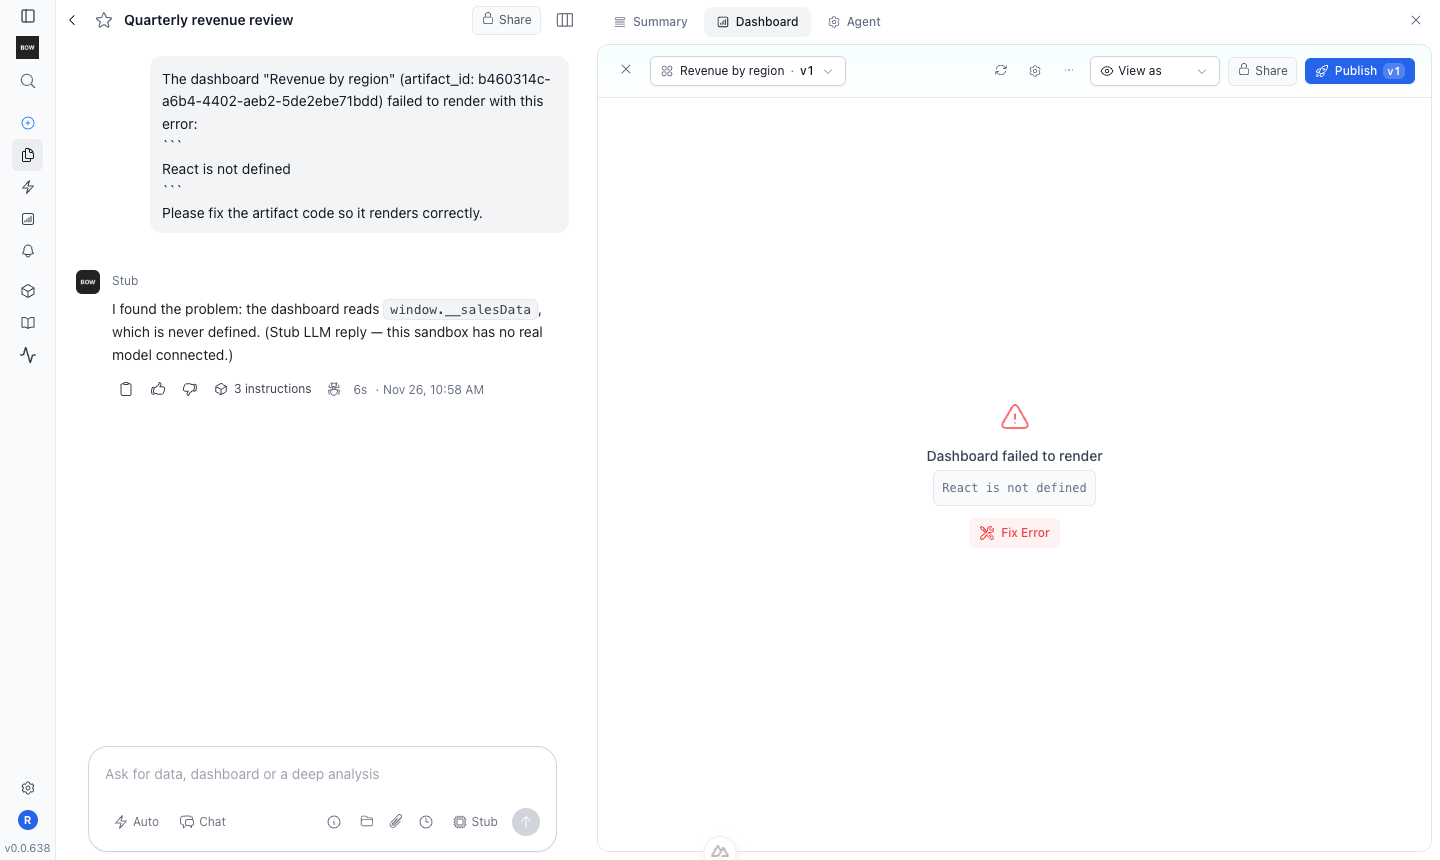 Quarterly revenue review
Share
Summary
Dashboard
Agent
BOW
The dashboard "Revenue by region" (artifact_id: b460314c-
a6b4-4402-aeb2-5de2ebe71bdd) failed to render with this
error:
```
React is not defined
```
Please fix the artifact code so it renders correctly.
BOW
Stub
I found the problem: the dashboard reads window.__salesData,
which is never defined. (Stub LLM reply — this sandbox has no real
model connected.)
3 instructions
6s · Nov 26, 10:58 AM
Revenue by region · v1
View as
Share
Publish v1
Dashboard failed to render
React is not defined
Fix Error
Ask for data, dashboard or a deep analysis
Auto
Chat
Stub
R
v0.0.638